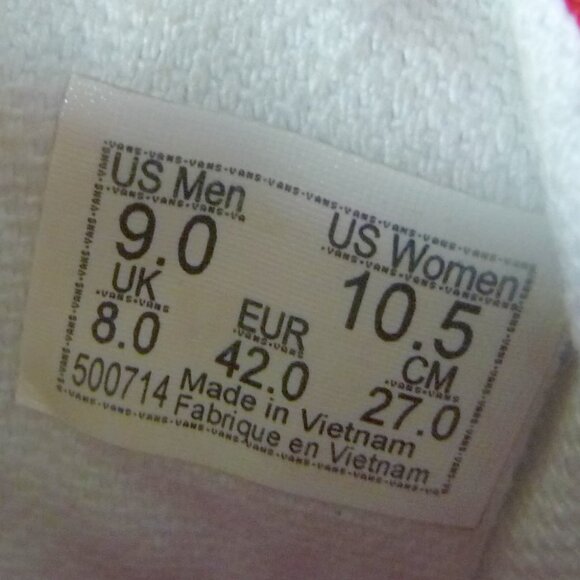 US Men
9.0
US Women
10.5
UK
8.0
EUR
42.0
CM
27.0
500714
Made in Vietnam
Fabrique en Vietnam